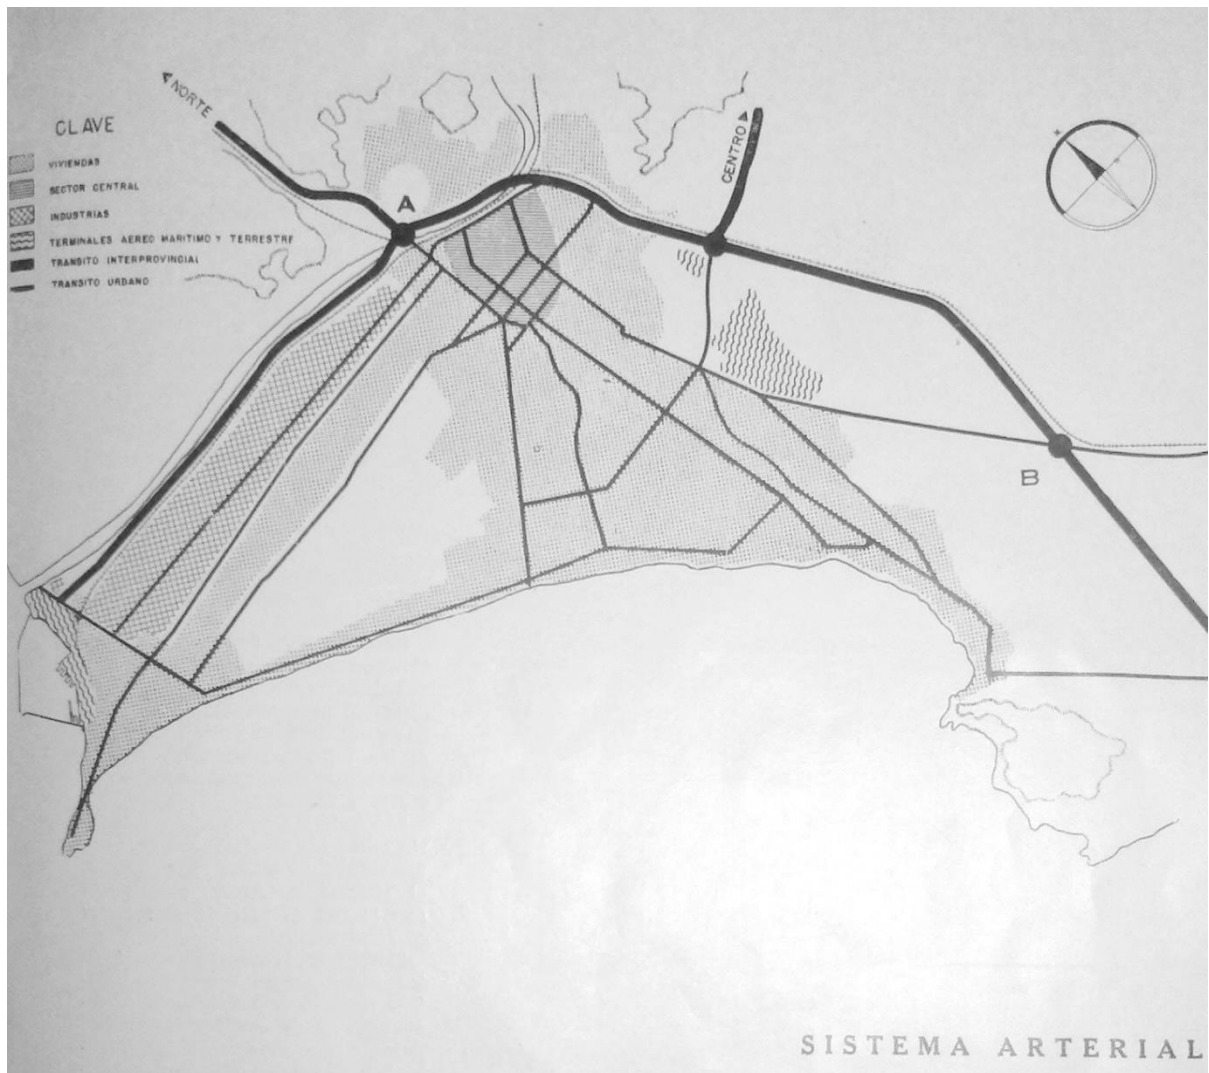 NORTE
CLAVE
VIVIENDAS
SECTOR CENTRAL
INDUSTRIAS
TERMINALES AEREO MARITIMO Y TERRESTRE
TRANSITO INTERPROVINCIAL
TRANSITO URBANO
A
CENTRO
B
SISTEMA ARTERIAL